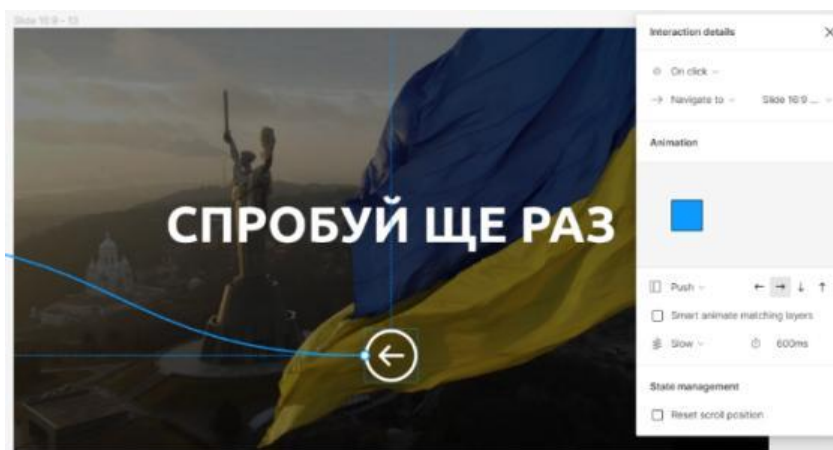 Slide 16:9 - 13
Interaction details
On click
Navigate to Slide 16:9 ...
Animation
СПРОБУЙ ЩЕ РАЗ
Push
Smart animate matching layers
Slow 600ms
State management
Reset scroll position